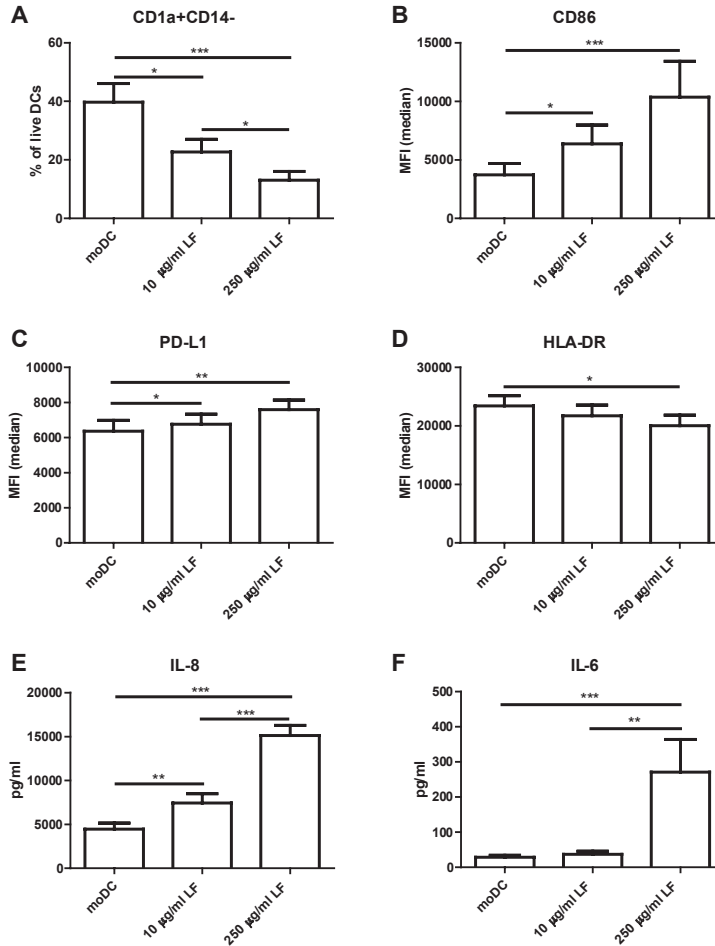 A
CD1a+CD14-
% of live DCs
60
40
20
0
***
*
*
moDC
10 µg/ml LF
250 µg/ml LF
B
CD86
MFI (median)
15000
10000
5000
0
***
*
moDC
10 µg/ml LF
250 µg/ml LF
C
PD-L1
MFI (median)
10000
8000
6000
4000
2000
0
**
*
moDC
10 µg/ml LF
250 µg/ml LF
D
HLA-DR
MFI (median)
30000
20000
10000
0
*
moDC
10 µg/ml LF
250 µg/ml LF
E
IL-8
pg/ml
20000
15000
10000
5000
0
***
***
**
moDC
10 µg/ml LF
250 µg/ml LF
F
IL-6
pg/ml
500
400
300
200
100
0
***
**
moDC
10 µg/ml LF
250 µg/ml LF